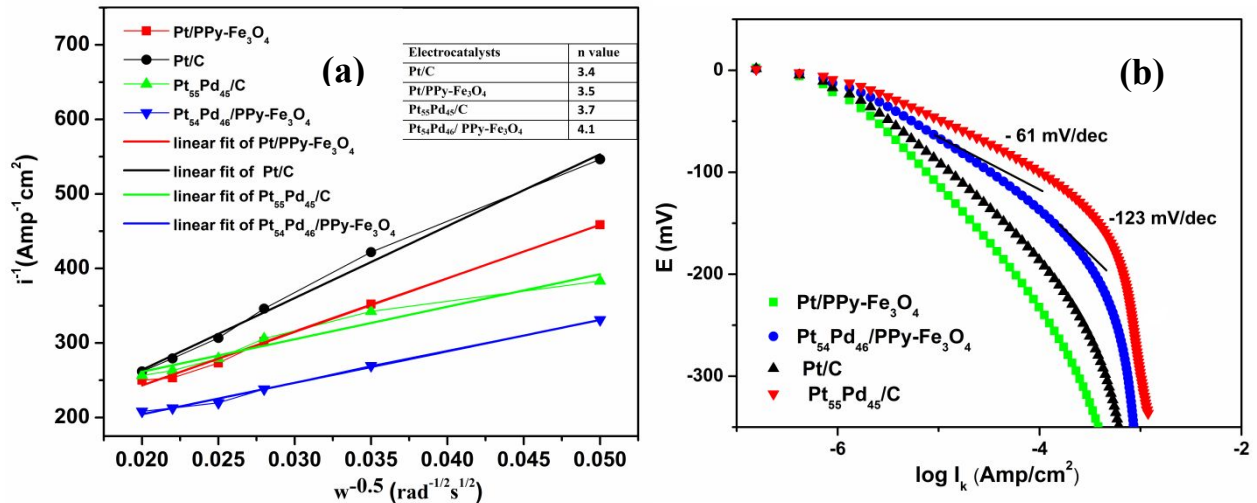 (a)
i⁻¹(Amp⁻¹cm²)
700
600
500
400
300
200
Pt/PPy-Fe₃O₄
Pt/C
Pt₅₅Pd₄₅/C
Pt₅₄Pd₄₆/PPy-Fe₃O₄
linear fit of Pt/PPy-Fe₃O₄
linear fit of Pt/C
linear fit of Pt₅₅Pd₄₅/C
linear fit of Pt₅₄Pd₄₆/PPy-Fe₃O₄
Electrocatalysts n value
Pt/C 3.4
Pt/PPy-Fe₃O₄ 3.5
Pt₅₅Pd₄₅/C 3.7
Pt₅₄Pd₄₆/ PPy-Fe₃O₄ 4.1
0.020 0.025 0.030 0.035 0.040 0.045 0.050
w⁻⁰·⁵ (rad⁻¹/²s¹/²)
(b)
E (mV)
0
-100
-200
-300
- 61 mV/dec
-123 mV/dec
Pt/PPy-Fe₃O₄
Pt₅₄Pd₄₆/PPy-Fe₃O₄
Pt/C
Pt₅₅Pd₄₅/C
-6 -4 -4 -2
log Iₖ (Amp/cm²)